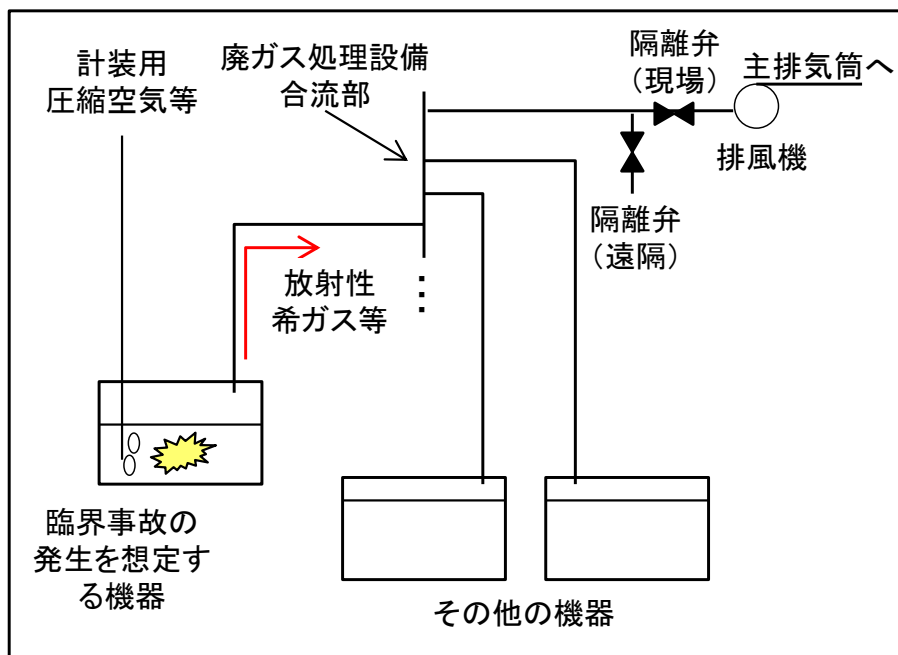 計装用
圧縮空気等
廃ガス処理設備
合流部
隔離弁
（現場）
主排気筒へ
排風機
隔離弁
（遠隔）
放射性
希ガス等
臨界事故の
発生を想定す
る機器
その他の機器